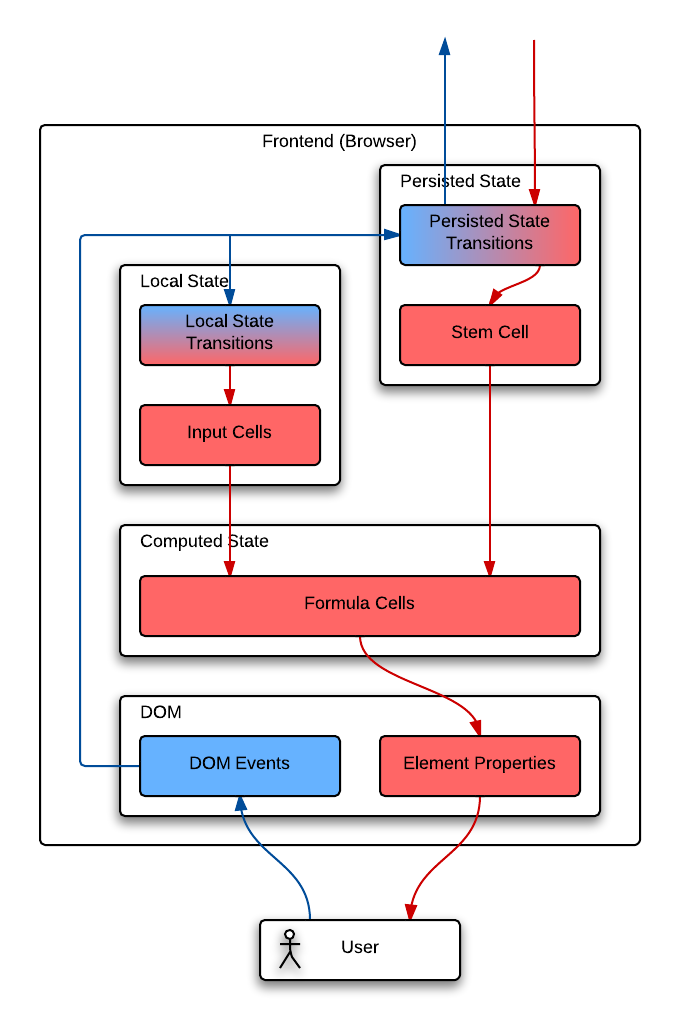 Frontend (Browser)
Persisted State
Persisted State
Transitions
Stem Cell
Local State
Local State
Transitions
Input Cells
Computed State
Formula Cells
DOM
DOM Events
Element Properties
User